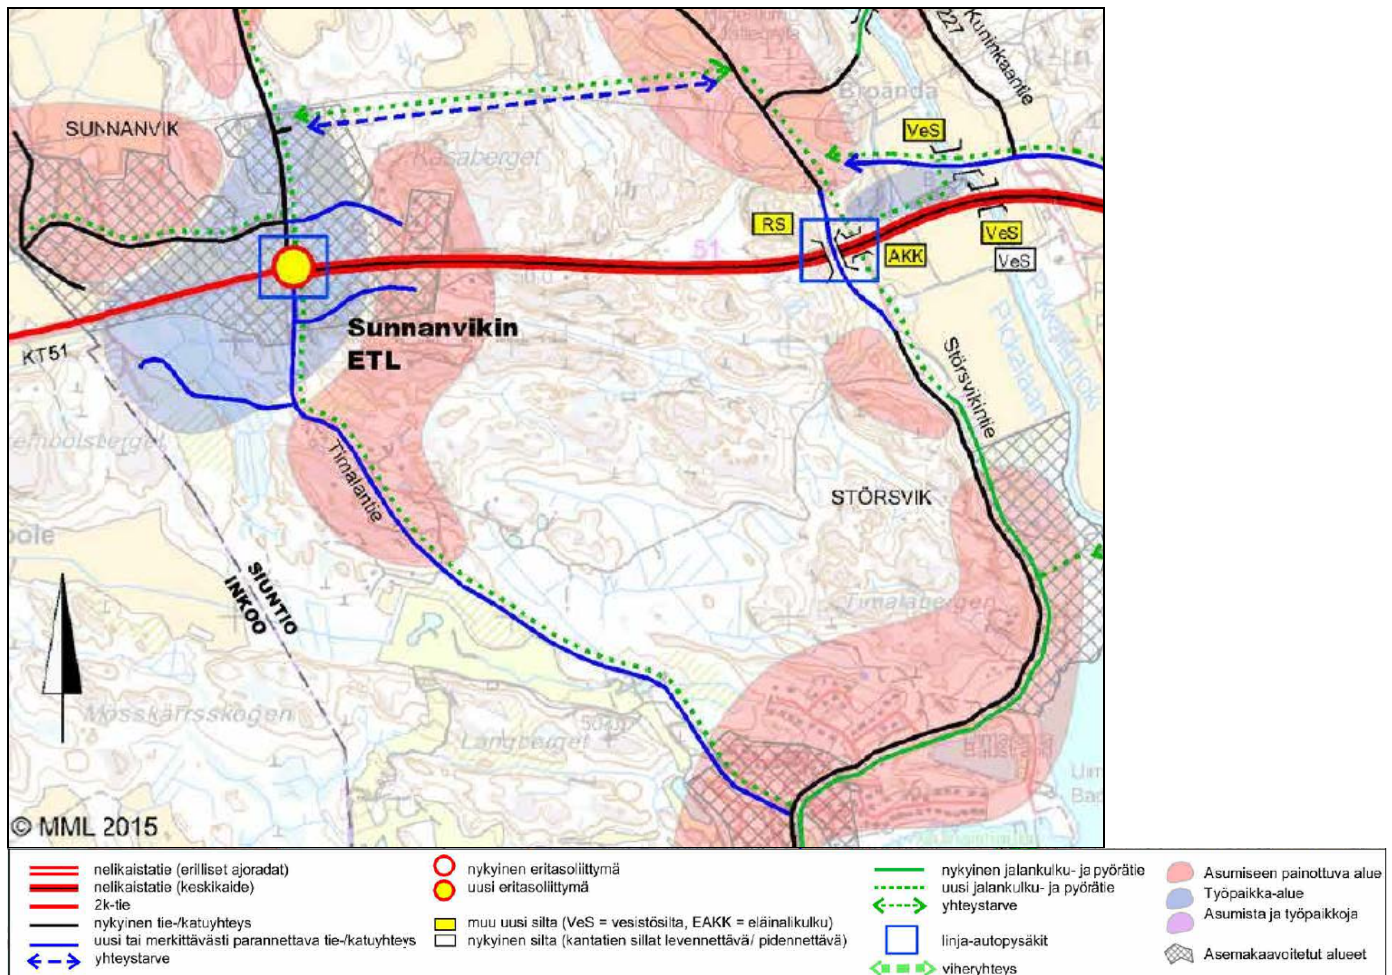 227
Kuninkaantie
Broända
VeS
SUNNANVIK
Kasaberget
RS
51
AKK
VeS
VeS
Sunnanvikin
ETL
KT51
Störsvikintie
Timalantie
STÖRSVIK
SIUNTIO
INKOO
Timalabergen
Mosskärrsskogen
Långberget
© MML 2015
nelikaistatie (erilliset ajoradat)
nelikaistatie (keskikaide)
2k-tie
nykyinen tie-/katuyhteys
uusi tai merkittävästi parannettava tie-/katuyhteys
yhteystarve
nykyinen eritasoliittymä
uusi eritasoliittymä
muu uusi silta (VeS = vesistösilta, EAKK = eläinalikulku)
nykyinen silta (kantatien sillat levennettävä/ pidennettävä)
nykyinen jalankulku- ja pyörätie
uusi jalankulku- ja pyörätie
yhteystarve
linja-autopysäkit
viheryhteys
Asumiseen painottuva alue
Työpaikka-alue
Asumista ja työpaikkoja
Asemakaavoitetut alueet